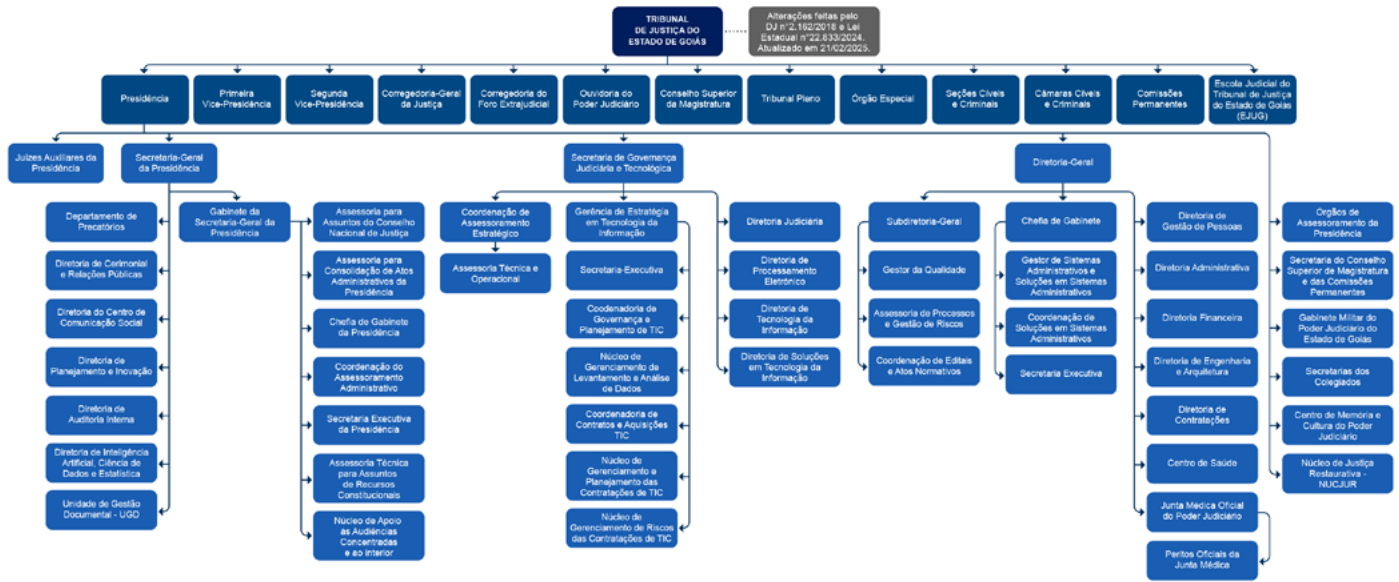 TRIBUNAL
DE JUSTIÇA DO
ESTADO DE GOIÁS
Alterações feitas pelo
DJ nº2.162/2018 e Lei
Estadual nº22.833/2024.
Atualizado em 21/02/2025.
Presidência
Primeira
Vice-Presidência
Segunda
Vice-Presidência
Corregedoria-Geral
da Justiça
Corregedoria do
Foro Extrajudicial
Ouvidoria do
Poder Judiciário
Conselho Superior
da Magistratura
Tribunal Pleno
Órgão Especial
Seções Cíveis
e Criminais
Câmaras Cíveis
e Criminais
Comissões
Permanentes
Escola Judicial do
Tribunal de Justiça
do Estado de Goiás
(EJUG)
Juízes Auxiliares da
Presidência
Secretaria-Geral
da Presidência
Secretaria de Governança
Judiciária e Tecnológica
Diretoria-Geral
Departamento de
Precatórios
Diretoria de Cerimonial
e Relações Públicas
Diretoria do Centro de
Comunicação Social
Diretoria de
Planejamento e Inovação
Diretoria de
Auditoria Interna
Diretoria de Inteligência
Artificial, Ciência de
Dados e Estatística
Unidade de Gestão
Documental - UGD
Gabinete da
Secretaria-Geral da
Presidência
Assessoria para
Assuntos do Conselho
Nacional de Justiça
Assessoria para
Consolidação de Atos
Administrativos da
Presidência
Chefia de Gabinete
da Presidência
Coordenação do
Assessoramento
Administrativo
Secretaria Executiva
da Presidência
Assessoria Técnica
para Assuntos
de Recursos
Constitucionais
Núcleo de Apoio
as Audiências
Concentradas
e ao Interior
Coordenação de
Assessoramento
Estratégico
Assessoria Técnica e
Operacional
Gerência de Estratégia
em Tecnologia da
Informação
Secretaria-Executiva
Coodenadoria de
Governança e
Planejamento de TIC
Núcleo de
Gerenciamento de
Levantamento e Análise
de Dados
Coordenadoria de
Contratos e Aquisições
TIC
Núcleo de
Gerenciamento e
Planejamento das
Contratações de TIC
Núcleo de
Gerenciamento de Riscos
das Contratações de TIC
Diretoria Judiciária
Diretoria de
Processamento
Eletrônico
Diretoria de
Tecnologia da
Informação
Diretoria de Soluções
em Tecnologia da
Informação
Subdiretoria-Geral
Gestor da Qualidade
Assessoria de Processos
e Gestão de Riscos
Coordenação de Editais
e Atos Normativos
Chefia de Gabinete
Gestor de Sistemas
Administrativos e
Soluções em Sistemas
Administrativos
Coordenação de
Soluções em Sistemas
Administrativos
Secretaria Executiva
Diretoria de
Gestão de Pessoas
Diretoria Administrativa
Diretoria Financeira
Diretoria de Engenharia
e Arquitetura
Diretoria de
Contratações
Centro de Saúde
Junta Médica Oficial
do Poder Judiciário
Peritos Oficiais da
Junta Médica
Órgãos de
Assessoramento da
Presidência
Secretaria do Conselho
Superior de Magistratura
e das Comissões
Permanentes
Gabinete Militar do
Poder Judiciário do
Estado de Goiás
Secretarias dos
Colegiados
Centro de Memória e
Cultura do Poder
Judiciário
Núcleo de Justiça
Restaurativa -
NUCJUR